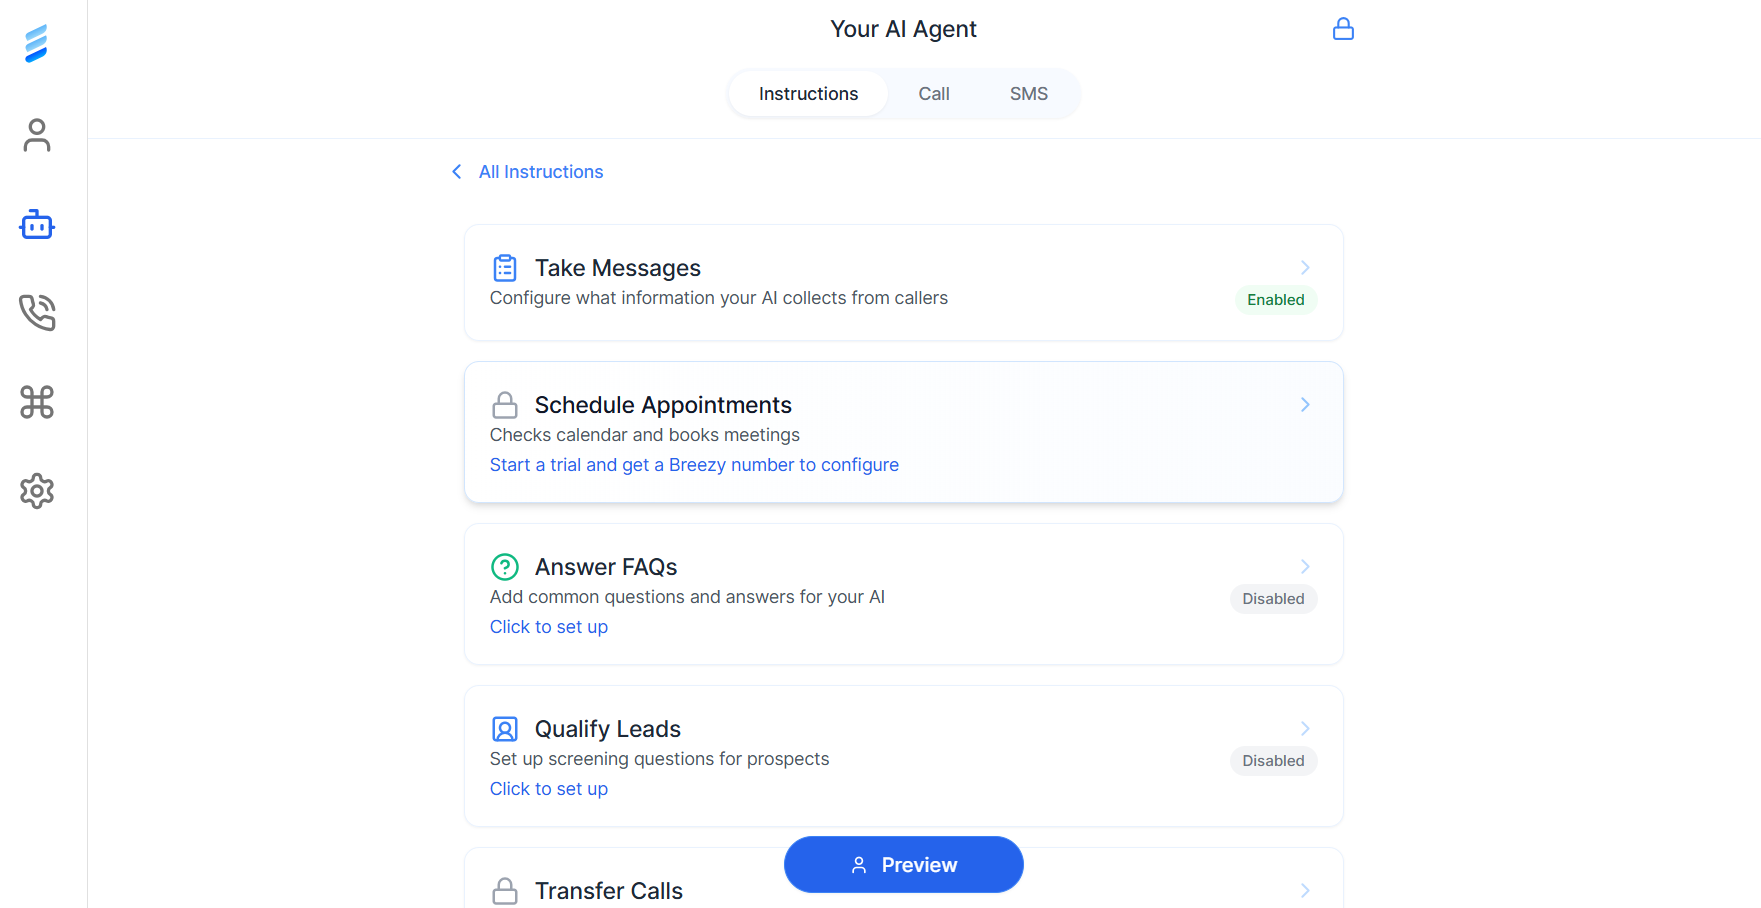 Your AI Agent
Instructions
Call
SMS
All Instructions
Take Messages
Configure what information your AI collects from callers
Enabled
Schedule Appointments
Checks calendar and books meetings
Start a trial and get a Breezy number to configure
Answer FAQs
Add common questions and answers for your AI
Disabled
Click to set up
Qualify Leads
Set up screening questions for prospects
Disabled
Click to set up
Preview
Transfer Calls